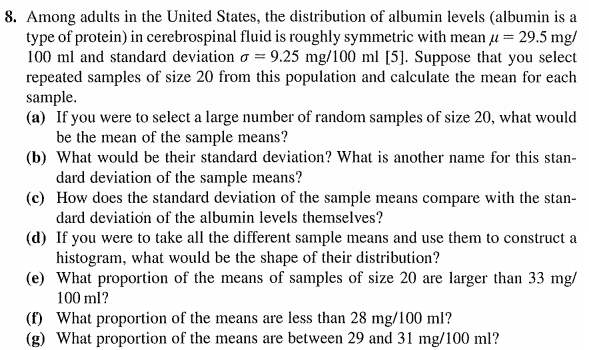 8. Among adults in the United States, the distribution of albumin levels (albumin is a
type of protein) in cerebrospinal fluid is roughly symmetric with mean μ = 29.5 mg/
100 ml and standard deviation σ = 9.25 mg/100 ml [5]. Suppose that you select
repeated samples of size 20 from this population and calculate the mean for each
sample.
(a) If you were to select a large number of random samples of size 20, what would
be the mean of the sample means?
(b) What would be their standard deviation? What is another name for this stan-
dard deviation of the sample means?
(c) How does the standard deviation of the sample means compare with the stan-
dard deviation of the albumin levels themselves?
(d) If you were to take all the different sample means and use them to construct a
histogram, what would be the shape of their distribution?
(e) What proportion of the means of samples of size 20 are larger than 33 mg/
100 ml?
(f) What proportion of the means are less than 28 mg/100 ml?
(g) What proportion of the means are between 29 and 31 mg/100 ml?